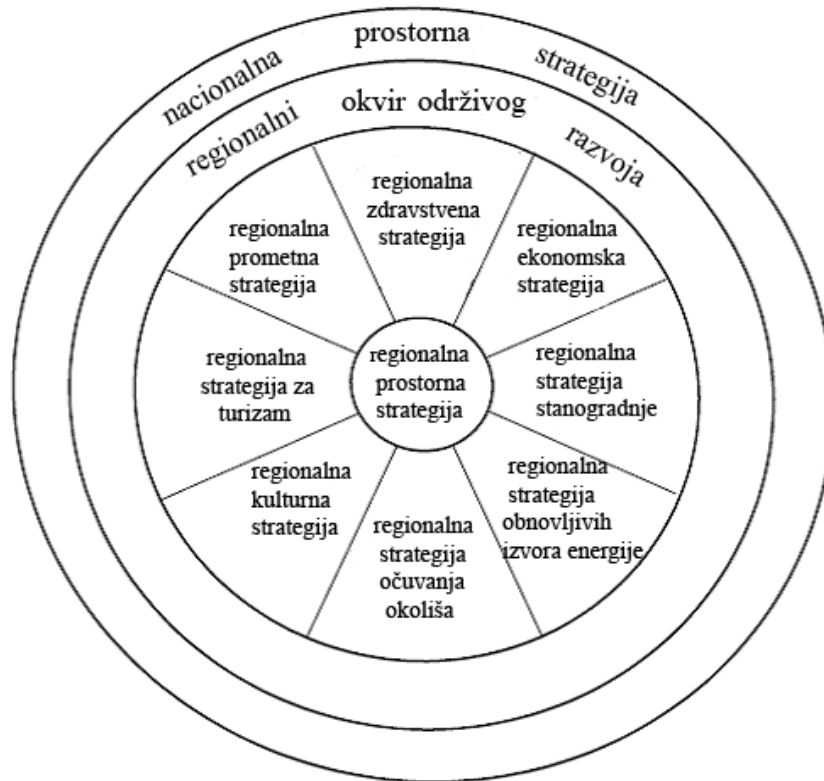 nacionalna prostorna strategija
regionalni okvir održivog razvoja
regionalna
zdravstvena
strategija
regionalna
ekonomska
strategija
regionalna
strategija
stanogradnje
regionalna
strategija
obnovljivih
izvora energije
regionalna
strategija
očuvanja
okoliša
regionalna
kulturna
strategija
regionalna
strategija za
turizam
regionalna
prometna
strategija
regionalna
prostorna
strategija